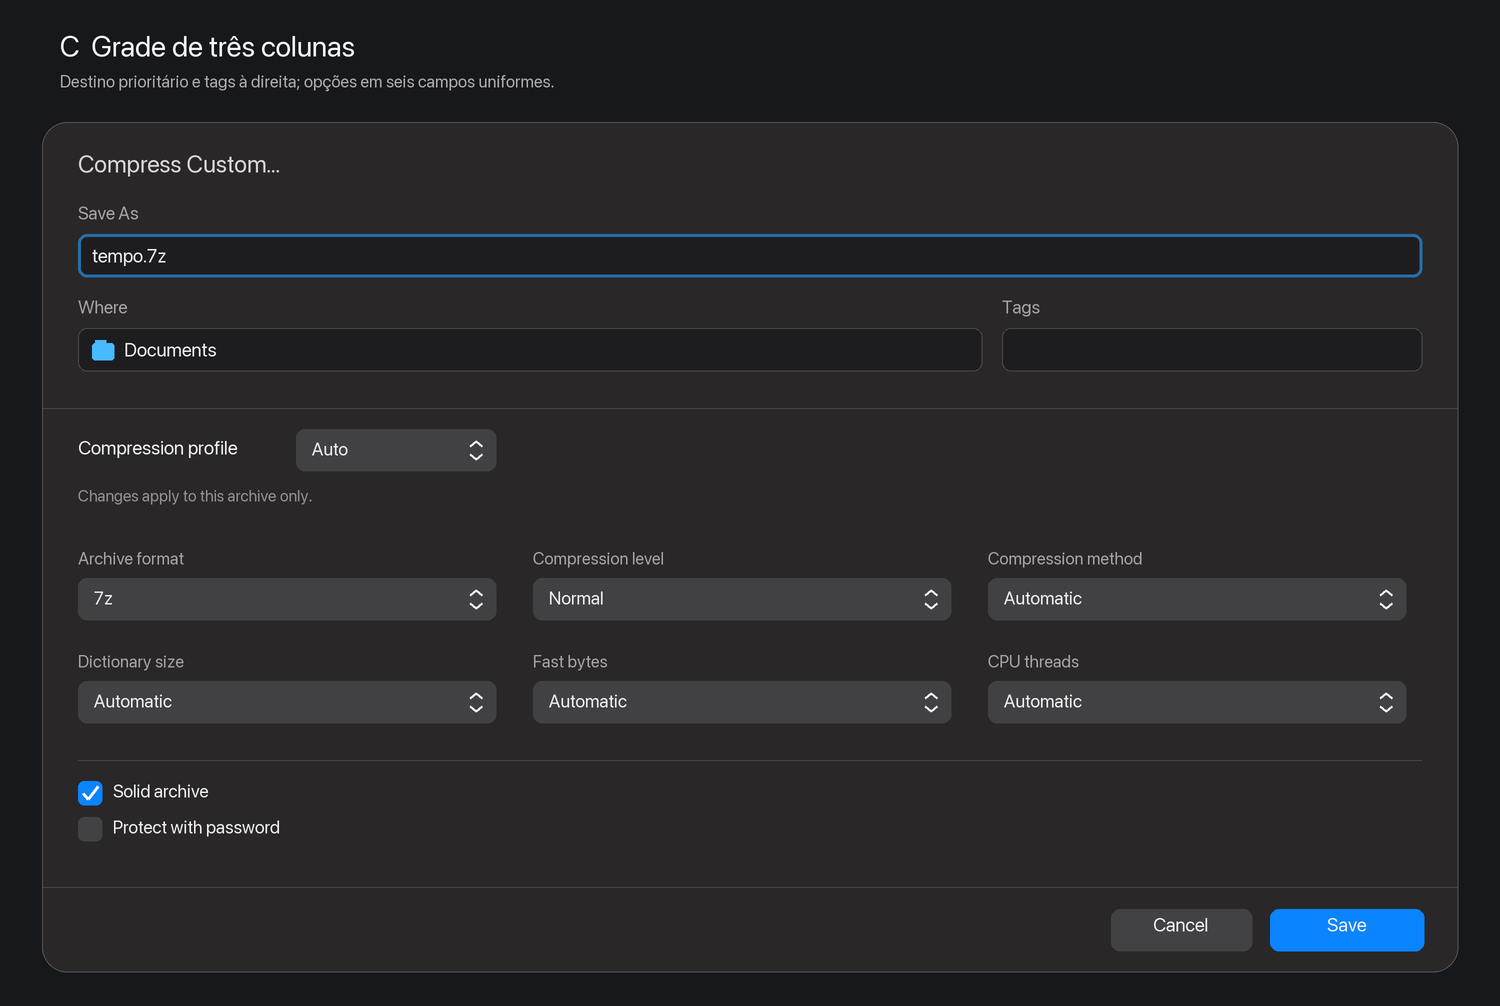 C Grade de três colunas
Destino prioritário e tags à direita; opções em seis campos uniformes.
Compress Custom...
Save As
tempo.7z
Where
Tags
Documents
Compression profile
Auto
Changes apply to this archive only.
Archive format
Compression level
Compression method
7z
Normal
Automatic
Dictionary size
Fast bytes
CPU threads
Automatic
Automatic
Automatic
Solid archive
Protect with password
Cancel
Save